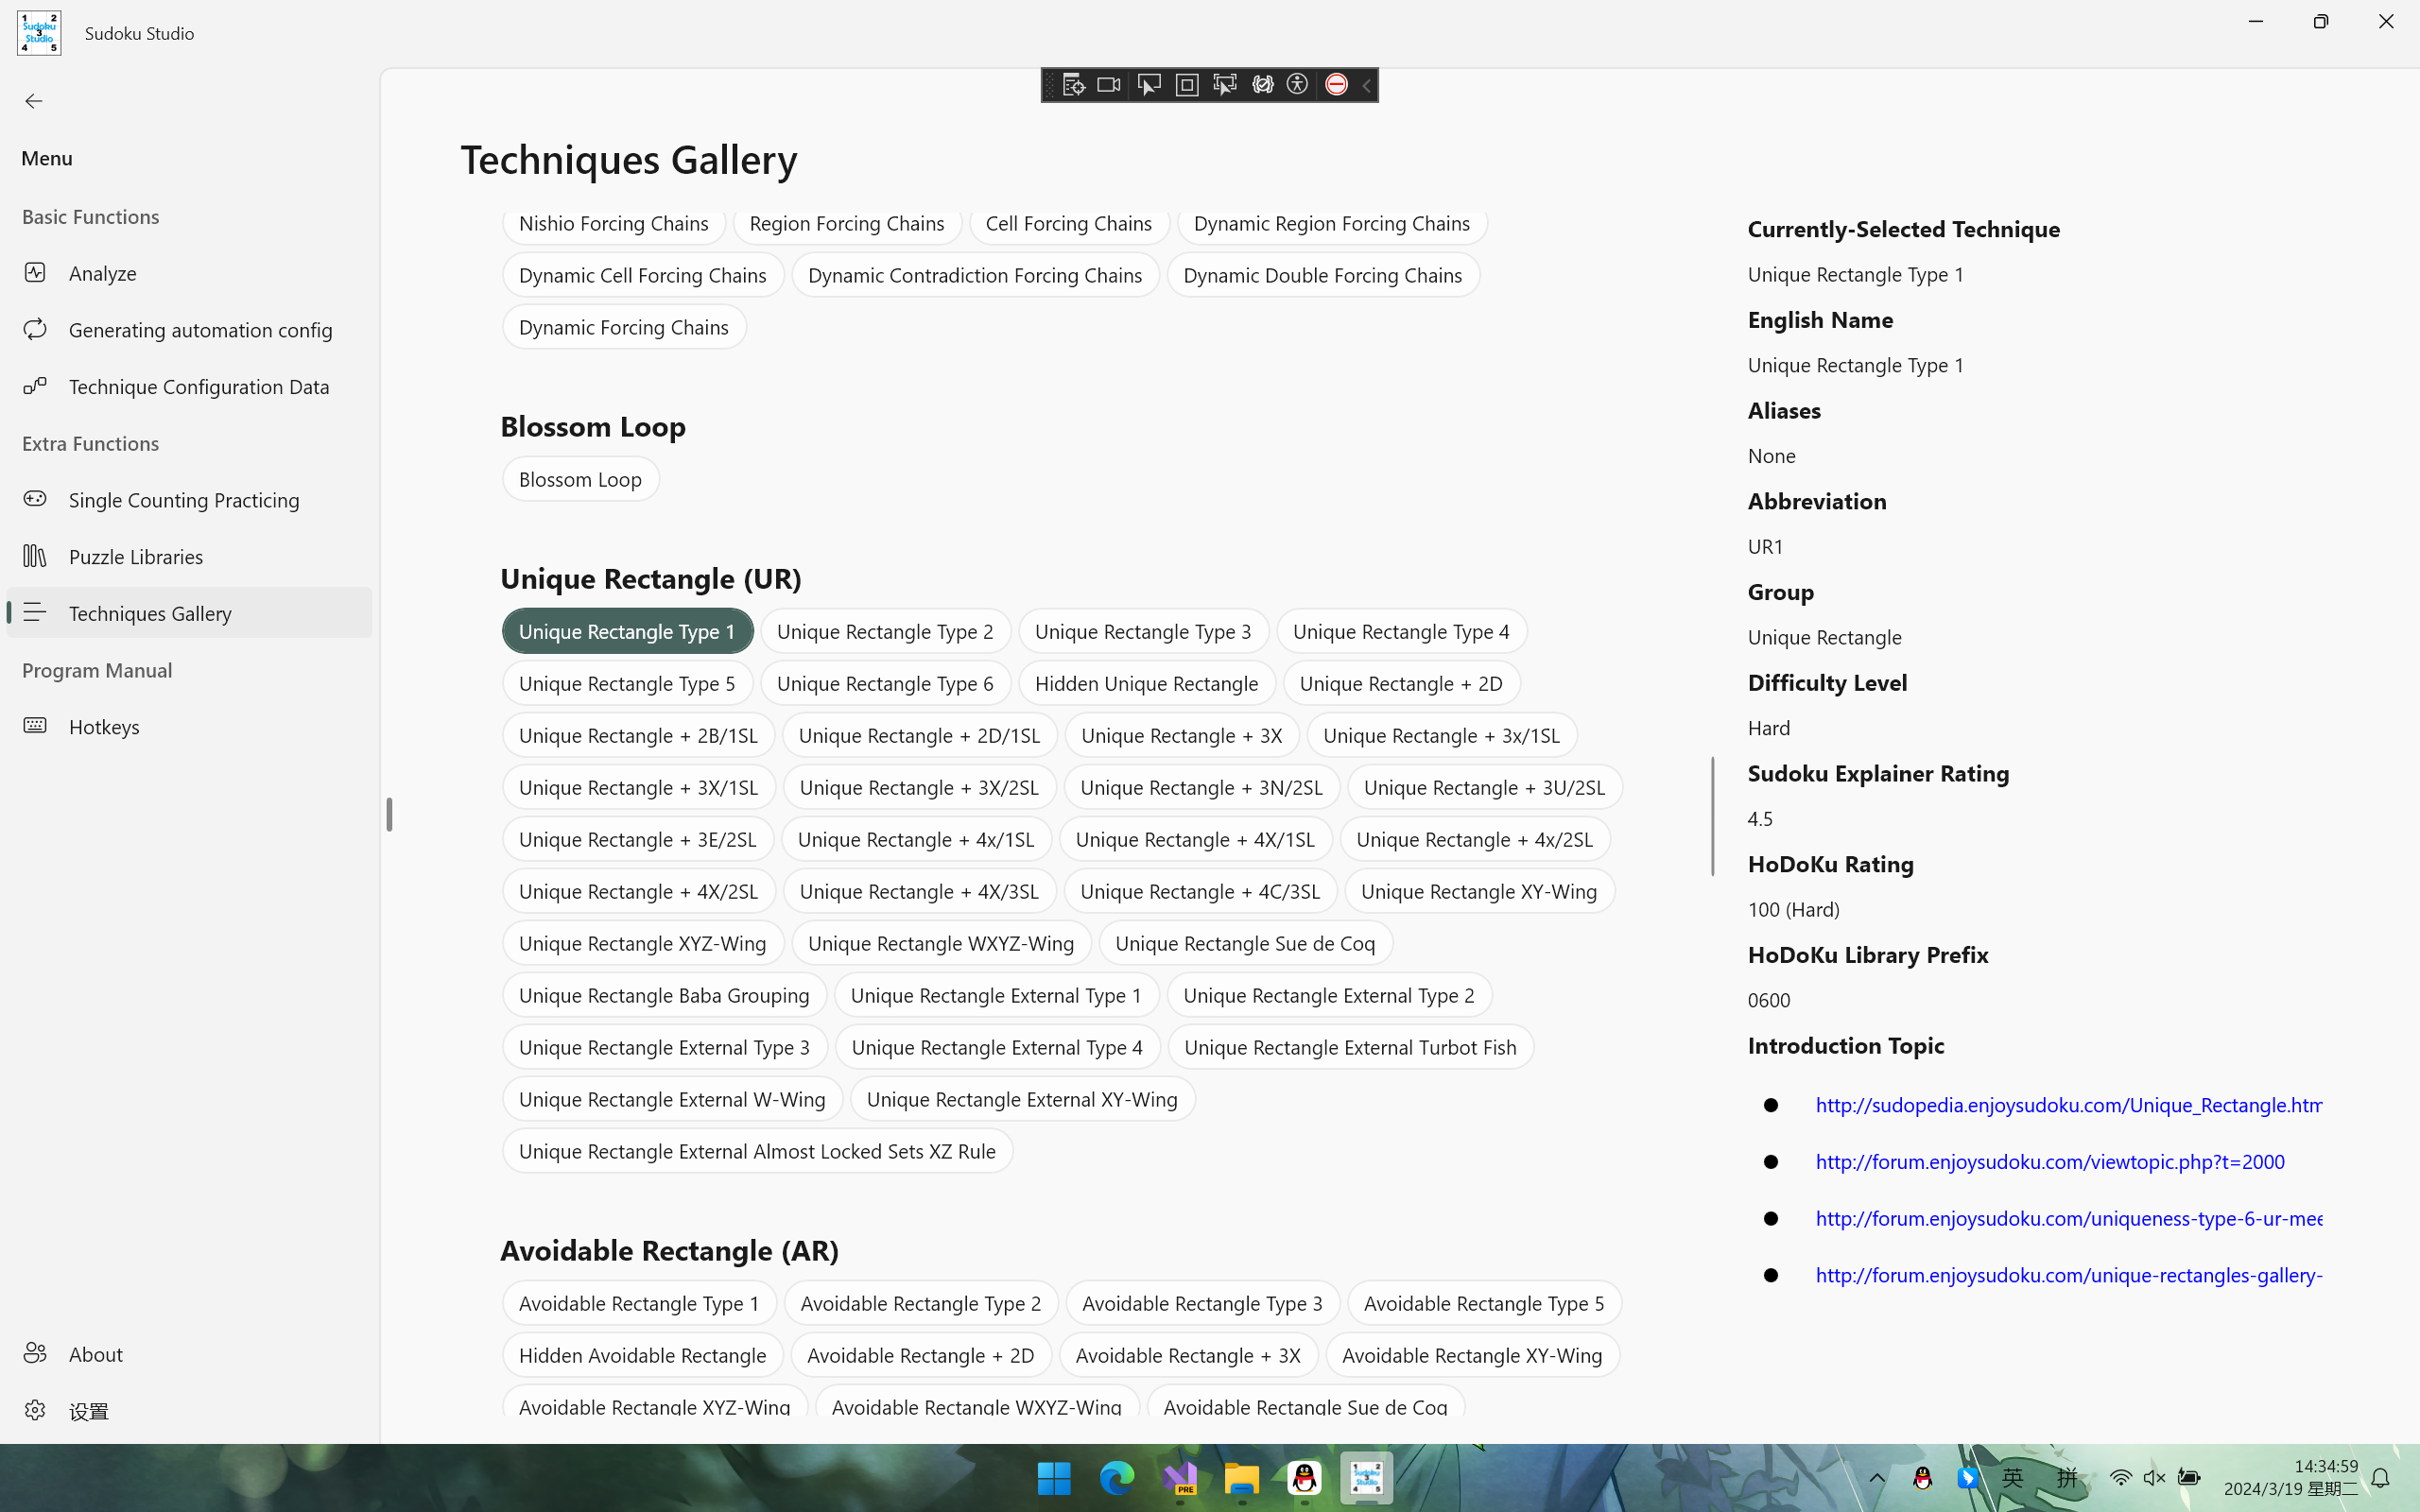 Sudoku Studio
Menu
Basic Functions
Analyze
Generating automation config
Technique Configuration Data
Extra Functions
Single Counting Practicing
Puzzle Libraries
Techniques Gallery
Program Manual
Hotkeys
About
设置
Techniques Gallery
Nishio Forcing Chains Region Forcing Chains Cell Forcing Chains Dynamic Region Forcing Chains
Dynamic Cell Forcing Chains Dynamic Contradiction Forcing Chains Dynamic Double Forcing Chains
Dynamic Forcing Chains
Blossom Loop
Blossom Loop
Unique Rectangle (UR)
Unique Rectangle Type 1 Unique Rectangle Type 2 Unique Rectangle Type 3 Unique Rectangle Type 4
Unique Rectangle Type 5 Unique Rectangle Type 6 Hidden Unique Rectangle Unique Rectangle + 2D
Unique Rectangle + 2B/1SL Unique Rectangle + 2D/1SL Unique Rectangle + 3X Unique Rectangle + 3x/1SL
Unique Rectangle + 3X/1SL Unique Rectangle + 3X/2SL Unique Rectangle + 3N/2SL Unique Rectangle + 3U/2SL
Unique Rectangle + 3E/2SL Unique Rectangle + 4x/1SL Unique Rectangle + 4X/1SL Unique Rectangle + 4x/2SL
Unique Rectangle + 4X/2SL Unique Rectangle + 4X/3SL Unique Rectangle + 4C/3SL Unique Rectangle XY-Wing
Unique Rectangle XYZ-Wing Unique Rectangle WXYZ-Wing Unique Rectangle Sue de Coq
Unique Rectangle Baba Grouping Unique Rectangle External Type 1 Unique Rectangle External Type 2
Unique Rectangle External Type 3 Unique Rectangle External Type 4 Unique Rectangle External Turbot Fish
Unique Rectangle External W-Wing Unique Rectangle External XY-Wing
Unique Rectangle External Almost Locked Sets XZ Rule
Avoidable Rectangle (AR)
Avoidable Rectangle Type 1 Avoidable Rectangle Type 2 Avoidable Rectangle Type 3 Avoidable Rectangle Type 5
Hidden Avoidable Rectangle Avoidable Rectangle + 2D Avoidable Rectangle + 3X Avoidable Rectangle XY-Wing
Avoidable Rectangle XYZ-Wing Avoidable Rectangle WXYZ-Wing Avoidable Rectangle Sue de Coq
Currently-Selected Technique
Unique Rectangle Type 1
English Name
Unique Rectangle Type 1
Aliases
None
Abbreviation
UR1
Group
Unique Rectangle
Difficulty Level
Hard
Sudoku Explainer Rating
4.5
HoDoKu Rating
100 (Hard)
HoDoKu Library Prefix
0600
Introduction Topic
http://sudopedia.enjoysudoku.com/Unique_Rectangle.htm
http://forum.enjoysudoku.com/viewtopic.php?t=2000
http://forum.enjoysudoku.com/uniqueness-type-6-ur-mee
http://forum.enjoysudoku.com/unique-rectangles-gallery-
PRE
英 拼
14:34:59
2024/3/19 星期二